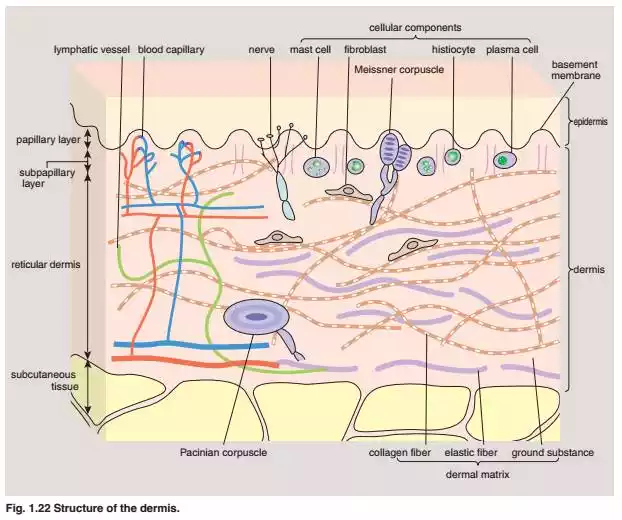 cellular components
lymphatic vessel
blood capillary
nerve
mast cell
fibroblast
histiocyte
plasma cell
Meissner corpuscle
basement
membrane
epidermis
papillary layer
subpapillary
layer
reticular dermis
dermis
subcutaneous
tissue
Pacinian corpuscle
collagen fiber
elastic fiber
ground substance
dermal matrix
Fig. 1.22 Structure of the dermis.